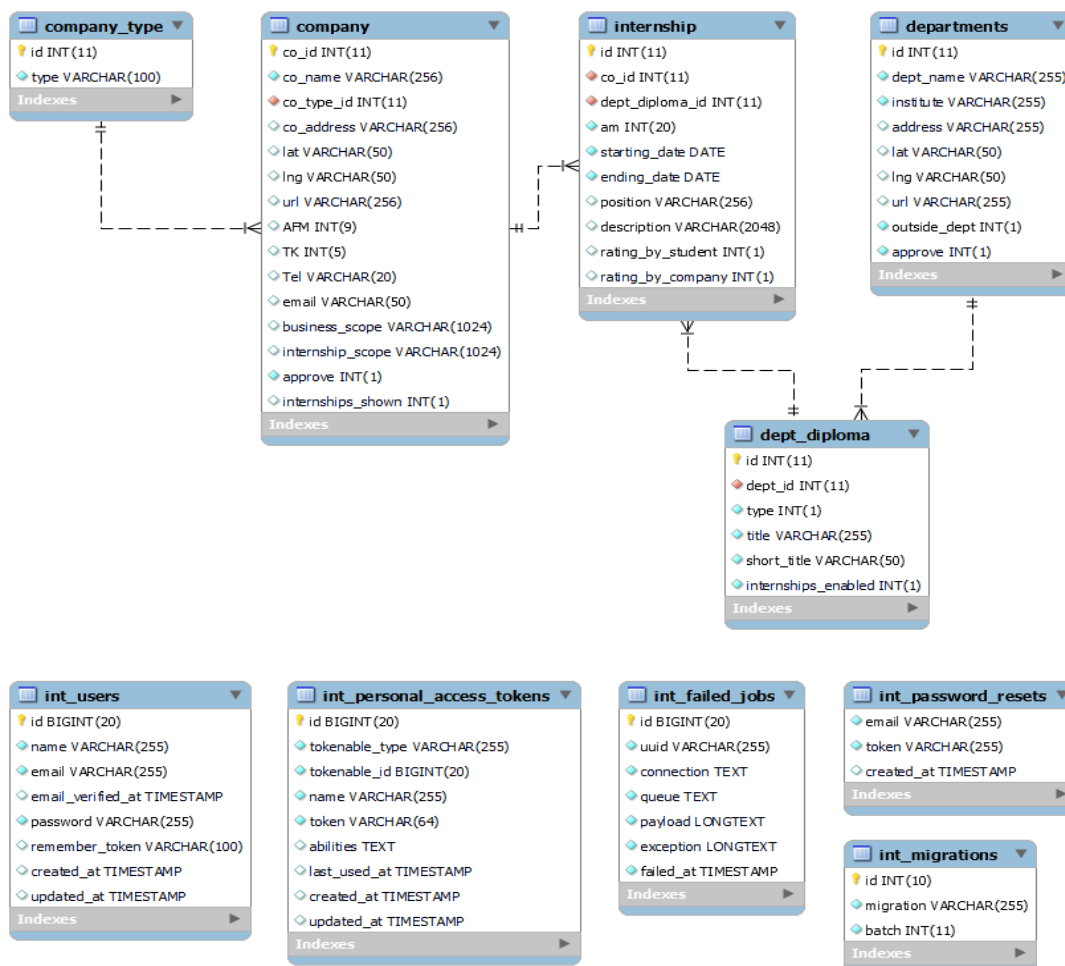 company_type
id INT(11)
type VARCHAR(100)
Indexes
company
co_id INT(11)
co_name VARCHAR(256)
co_type_id INT(11)
co_address VARCHAR(256)
lat VARCHAR(50)
lng VARCHAR(50)
url VARCHAR(256)
AFM INT(9)
TK INT(5)
Tel VARCHAR(20)
email VARCHAR(50)
business_scope VARCHAR(1024)
internship_scope VARCHAR(1024)
approve INT(1)
internships_shown INT(1)
Indexes
internship
id INT(11)
co_id INT(11)
dept_diploma_id INT(11)
am INT(20)
starting_date DATE
ending_date DATE
position VARCHAR(256)
description VARCHAR(2048)
rating_by_student INT(1)
rating_by_company INT(1)
Indexes
departments
id INT(11)
dept_name VARCHAR(255)
institute VARCHAR(255)
address VARCHAR(255)
lat VARCHAR(50)
lng VARCHAR(50)
url VARCHAR(255)
outside_dept INT(1)
approve INT(1)
Indexes
dept_diploma
id INT(11)
dept_id INT(11)
type INT(1)
title VARCHAR(255)
short_title VARCHAR(50)
internships_enabled INT(1)
Indexes
int_users
id BIGINT(20)
name VARCHAR(255)
email VARCHAR(255)
email_verified_at TIMESTAMP
password VARCHAR(255)
remember_token VARCHAR(100)
created_at TIMESTAMP
updated_at TIMESTAMP
Indexes
int_personal_access_tokens
id BIGINT(20)
tokenable_type VARCHAR(255)
tokenable_id BIGINT(20)
name VARCHAR(255)
token VARCHAR(64)
abilities TEXT
last_used_at TIMESTAMP
created_at TIMESTAMP
updated_at TIMESTAMP
Indexes
int_failed_jobs
id BIGINT(20)
uuid VARCHAR(255)
connection TEXT
queue TEXT
payload LONGTEXT
exception LONGTEXT
failed_at TIMESTAMP
Indexes
int_password_resets
email VARCHAR(255)
token VARCHAR(255)
created_at TIMESTAMP
Indexes
int_migrations
id INT(10)
migration VARCHAR(255)
batch INT(11)
Indexes